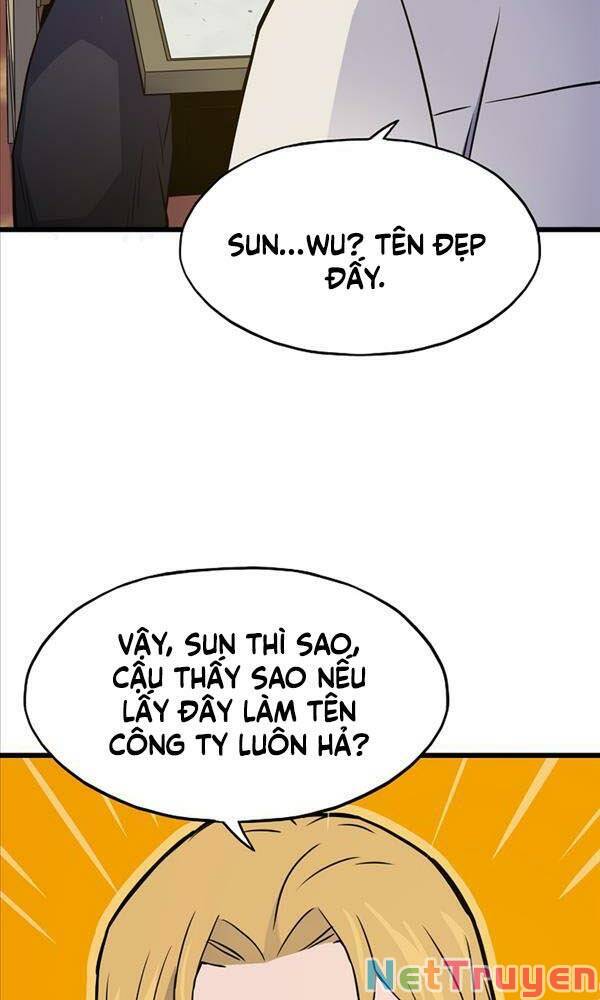 SUN...WU? TÊN ĐẸP
ĐẤY.
VẬY, SUN THÌ SAO,
CẬU THẤY SAO NẾU
LẤY ĐÂY LÀM TÊN
CÔNG TY LUÔN HẢ?
NETTRUYEN